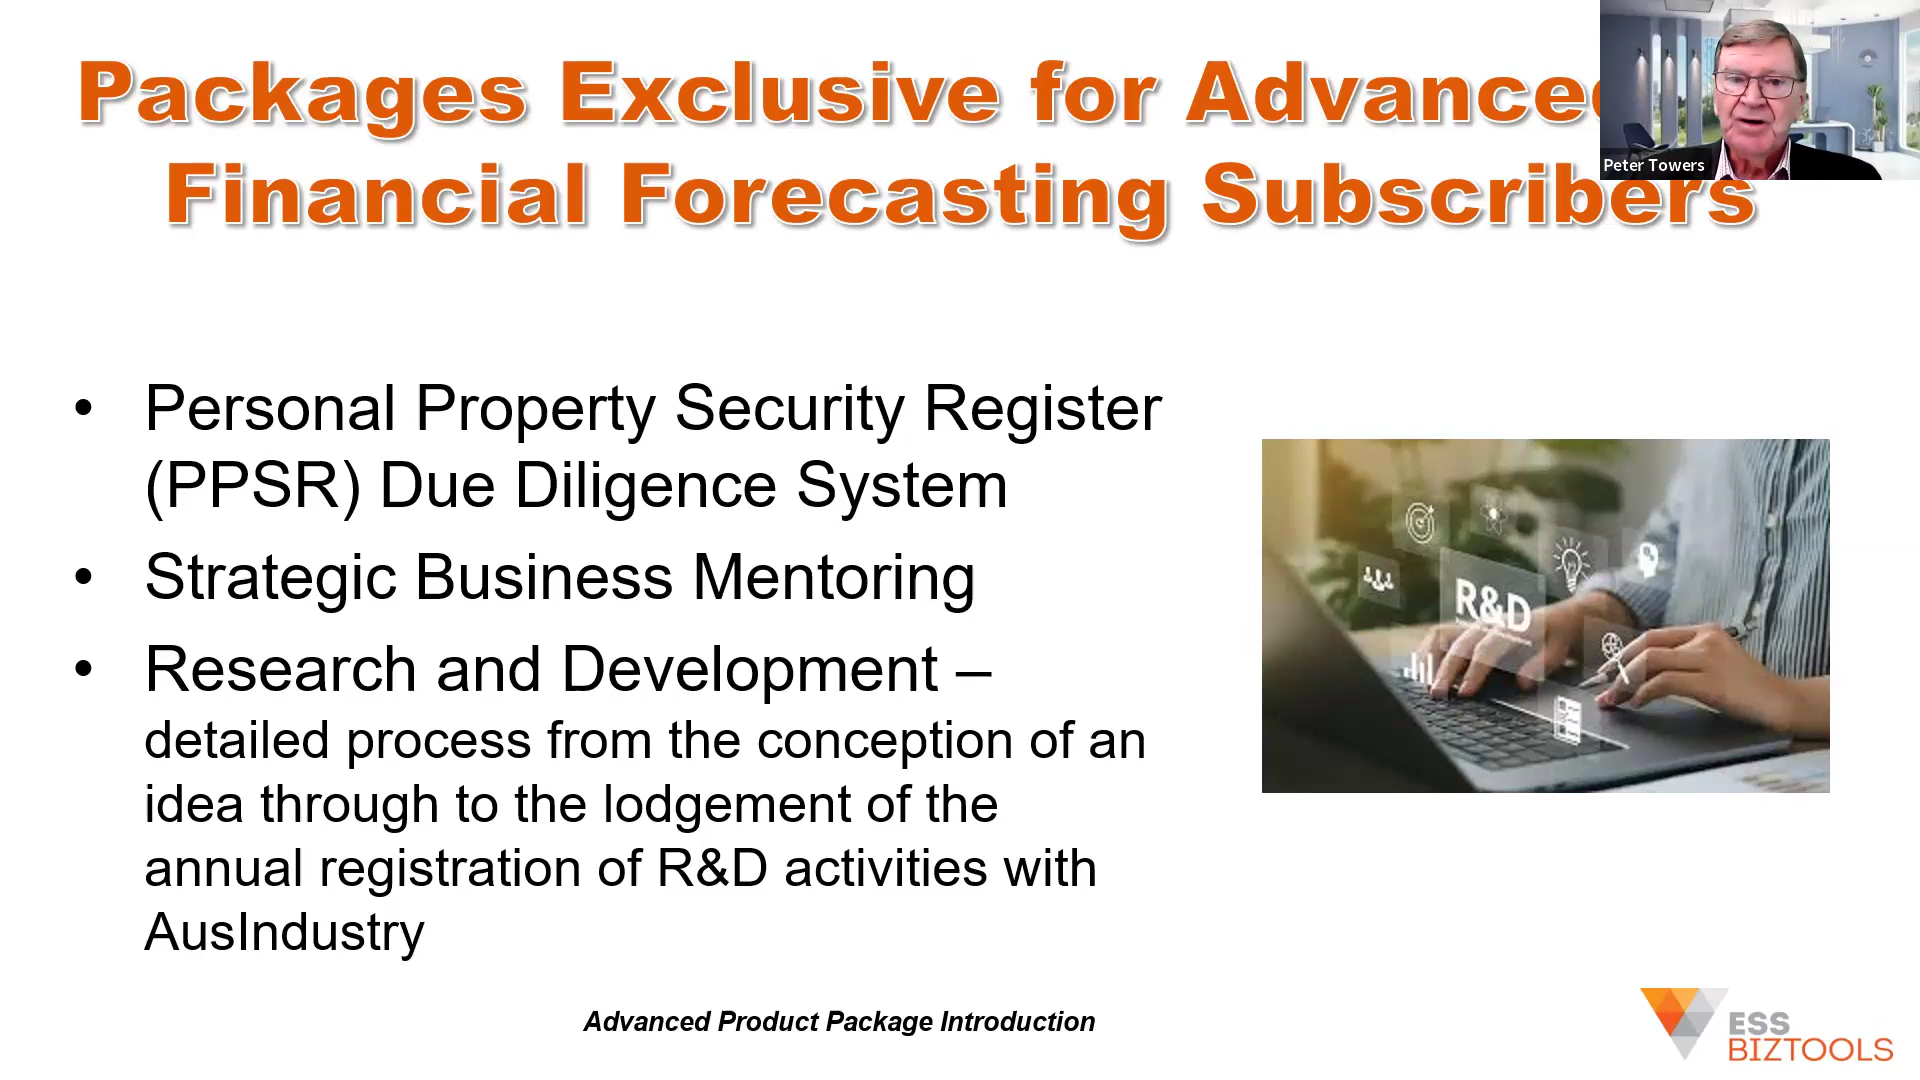 Packages Exclusive for Advanced
Financial Forecasting Subscribers
Peter Towers
• Personal Property Security Register
(PPSR) Due Diligence System
• Strategic Business Mentoring
• Research and Development –
detailed process from the conception of an
idea through to the lodgement of the
annual registration of R&D activities with
AusIndustry
R&D
Advanced Product Package Introduction
ESS
BIZTOOLS